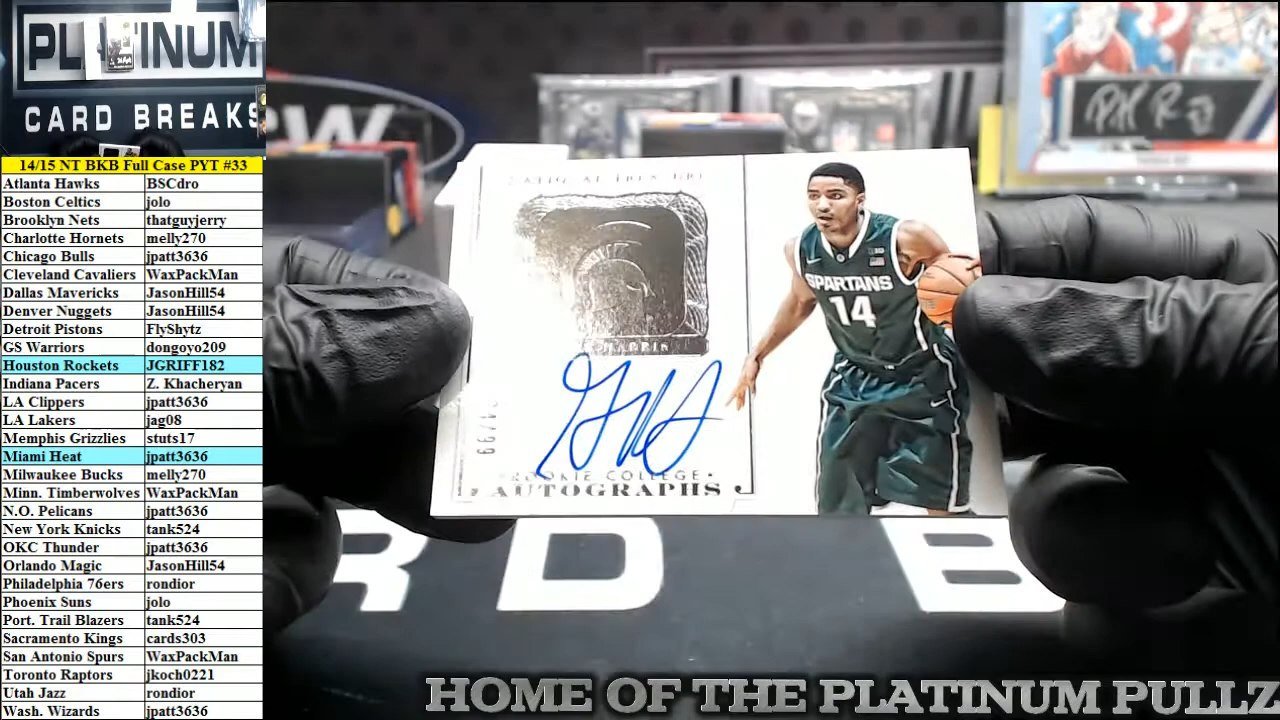 PLATINUM
CARD BREAKS
14/15 NT BKB Full Case PYT #33
Atlanta Hawks BSCdro
Boston Celtics jolo
Brooklyn Nets thatguyjerry
Charlotte Hornets melly270
Chicago Bulls jpatt3636
Cleveland Cavaliers WaxPackMan
Dallas Mavericks JasonHill54
Denver Nuggets JasonHill54
Detroit Pistons FlyShytz
GS Warriors dongoyo209
Houston Rockets JGRIFF182
Indiana Pacers Z. Khacheryan
LA Clippers jpatt3636
LA Lakers jag08
Memphis Grizzlies stuts17
Miami Heat jpatt3636
Milwaukee Bucks melly270
Minn. Timberwolves WaxPackMan
N.O. Pelicans jpatt3636
New York Knicks tank524
OKC Thunder jpatt3636
Orlando Magic JasonHill54
Philadelphia 76ers rondior
Phoenix Suns jolo
Port. Trail Blazers tank524
Sacramento Kings cards303
San Antonio Spurs WaxPackMan
Toronto Raptors jkoch0221
Utah Jazz rondior
Wash. Wizards jpatt3636
SPARTANS
14
ROOKIE COLLEGE
AUTOGRAPHS
RD B
HOME OF THE PLATINUM PULLZ